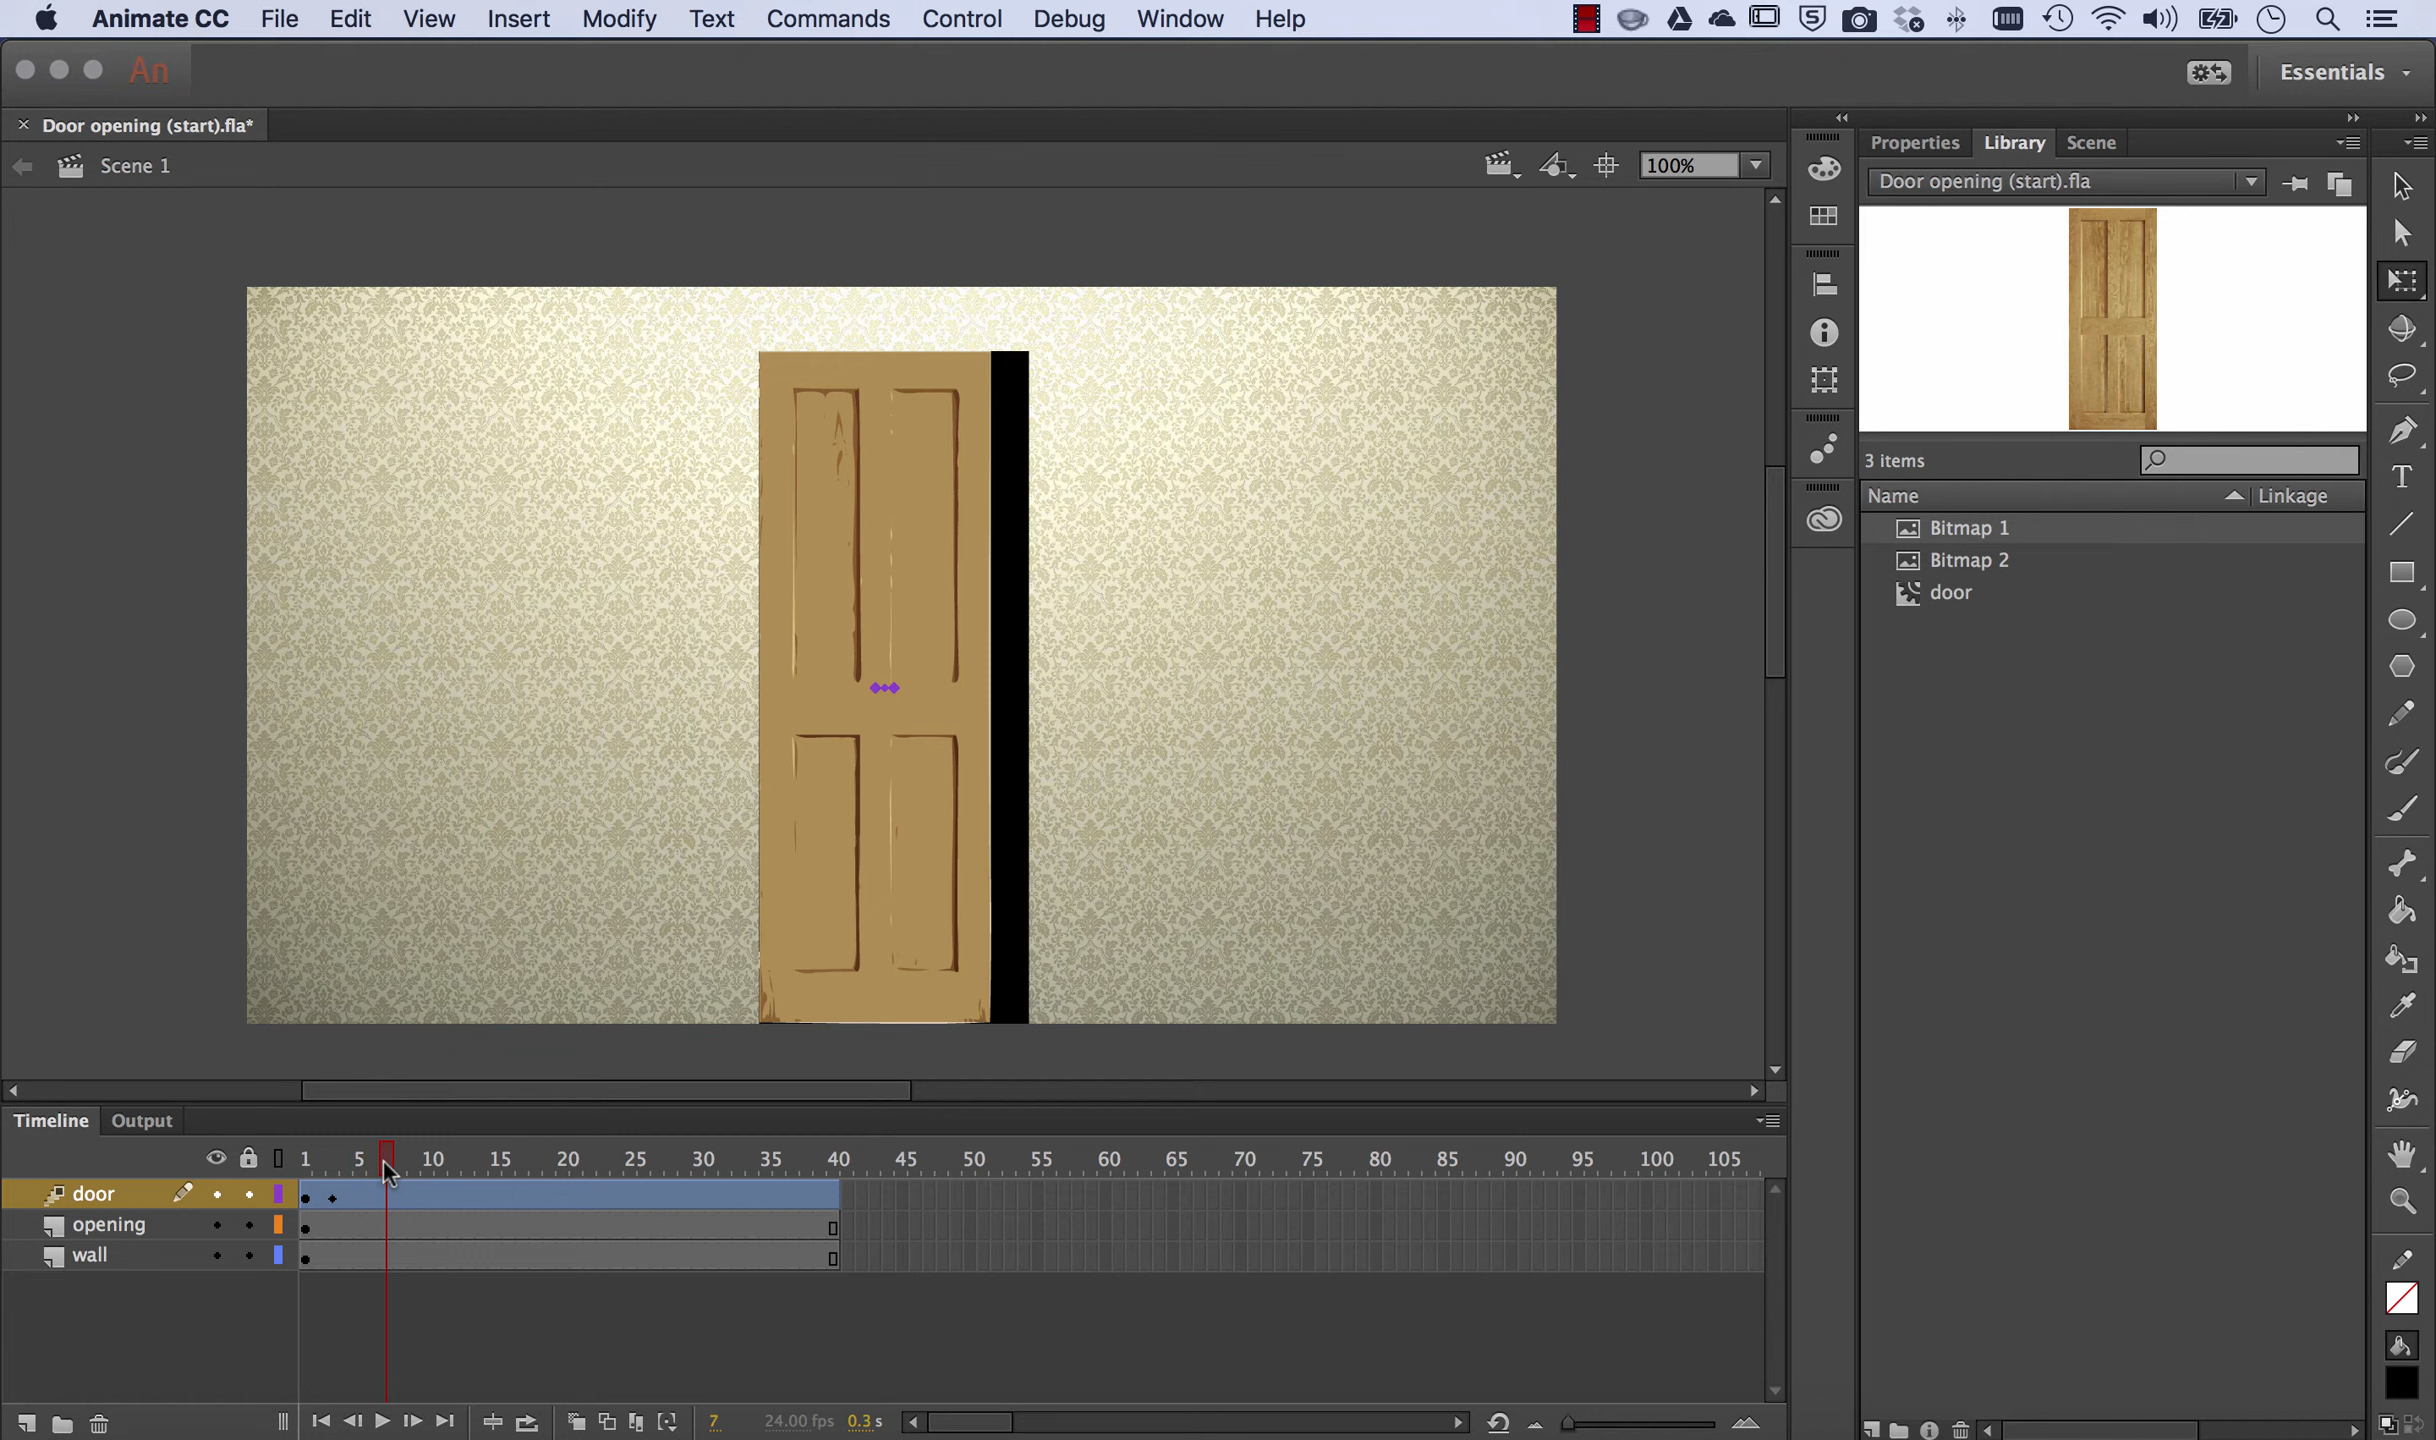 Animate CC File Edit View Insert Modify Text Commands Control Debug Window Help
An Essentials
Door opening (start).fla*
Scene 1 100%
Properties Library Scene
Door opening (start).fla
3 items
Name Linkage
Bitmap 1
Bitmap 2
door
Timeline Output
1 5 10 15 20 25 30 35 40 45 50 55 60 65 70 75 80 85 90 95 100 105
door
opening
wall
7 24.00 fps 0.3 s